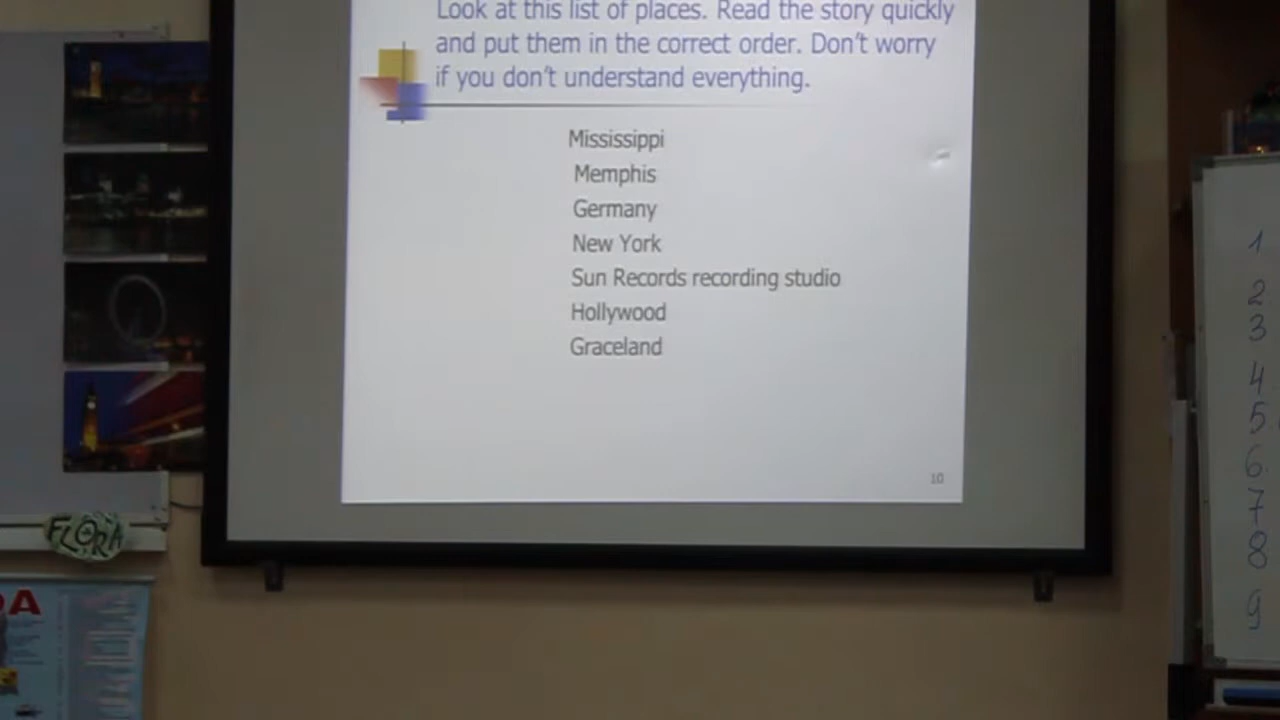 Look at this list of places. Read the story quickly
and put them in the correct order. Don't worry
if you don't understand everything.
Mississippi
Memphis
Germany
New York
Sun Records recording studio
Hollywood
Graceland
10
FLORA
DA
1
2
3
4
5
6
7
8
9